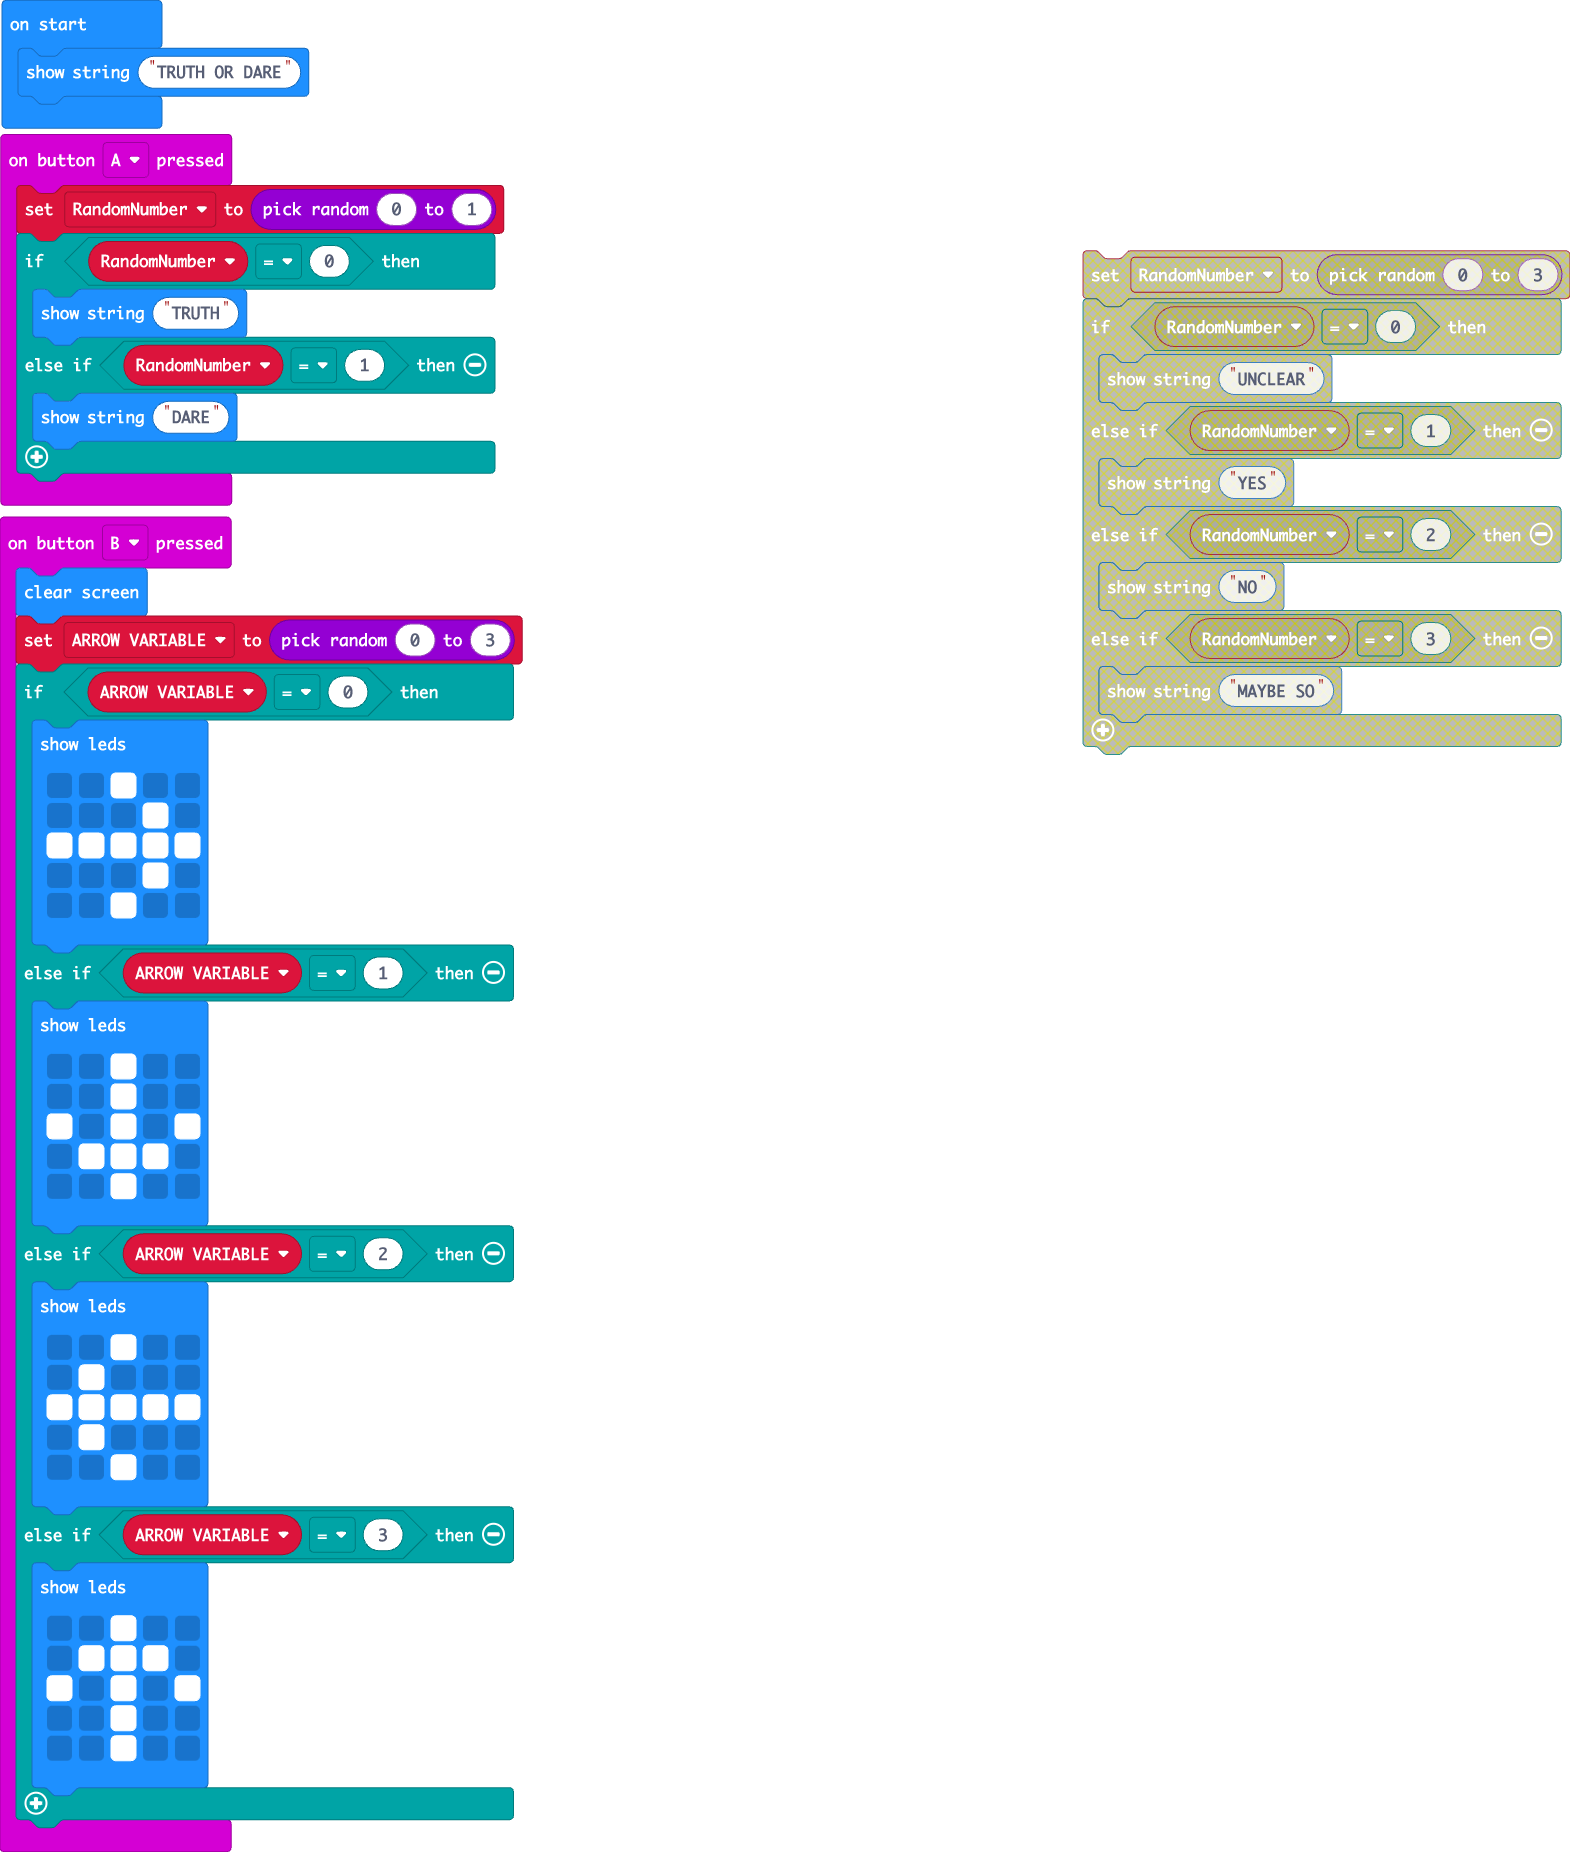 on start
show string "TRUTH OR DARE"
on button A pressed
set RandomNumber to pick random 0 to 1
if RandomNumber = 0 then
show string "TRUTH"
else if RandomNumber = 1 then
show string "DARE"
on button B pressed
clear screen
set ARROW VARIABLE to pick random 0 to 3
if ARROW VARIABLE = 0 then
show leds
else if ARROW VARIABLE = 1 then
show leds
else if ARROW VARIABLE = 2 then
show leds
else if ARROW VARIABLE = 3 then
show leds
set RandomNumber to pick random 0 to 3
if RandomNumber = 0 then
show string "UNCLEAR"
else if RandomNumber = 1 then
show string "YES"
else if RandomNumber = 2 then
show string "NO"
else if RandomNumber = 3 then
show string "MAYBE SO"